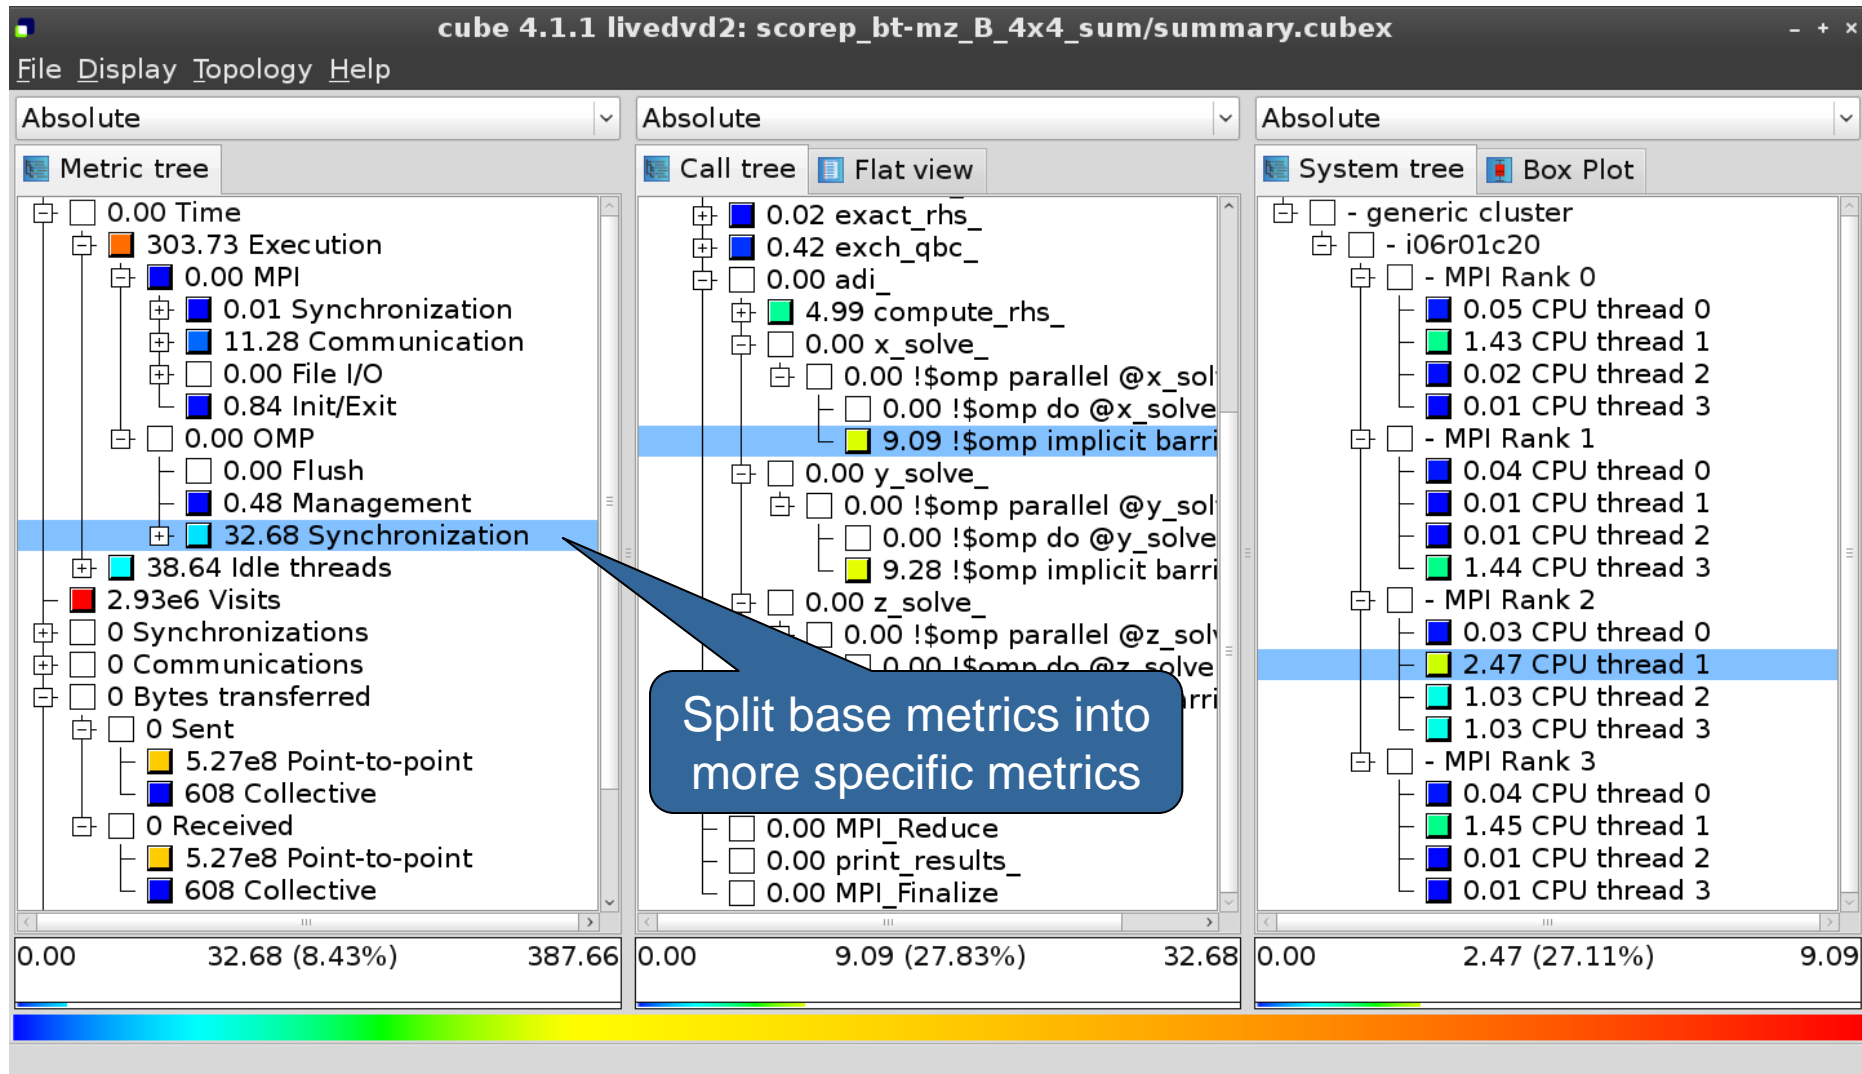 cube 4.1.1 livedvd2: scorep_bt-mz_B_4x4_sum/summary.cubex
File Display Topology Help
Absolute
Metric tree
0.00 Time
303.73 Execution
0.00 MPI
0.01 Synchronization
11.28 Communication
0.00 File I/O
0.84 Init/Exit
0.00 OMP
0.00 Flush
0.48 Management
32.68 Synchronization
38.64 Idle threads
2.93e6 Visits
0 Synchronizations
0 Communications
0 Bytes transferred
0 Sent
5.27e8 Point-to-point
608 Collective
0 Received
5.27e8 Point-to-point
608 Collective
0.00 32.68 (8.43%) 387.66
Absolute
Call tree Flat view
0.02 exact_rhs_
0.42 exch_qbc_
0.00 adi_
4.99 compute_rhs_
0.00 x_solve_
0.00 !$omp parallel @x_sol
0.00 !$omp do @x_solve
9.09 !$omp implicit barri
0.00 y_solve_
0.00 !$omp parallel @y_sol
0.00 !$omp do @y_solve
9.28 !$omp implicit barri
0.00 z_solve_
0.00 !$omp parallel @z_sol
0.00 !$omp do @z_solve
arri
Split base metrics into
more specific metrics
0.00 MPI_Reduce
0.00 print_results_
0.00 MPI_Finalize
0.00 9.09 (27.83%) 32.68
Absolute
System tree Box Plot
- generic cluster
- i06r01c20
- MPI Rank 0
0.05 CPU thread 0
1.43 CPU thread 1
0.02 CPU thread 2
0.01 CPU thread 3
- MPI Rank 1
0.04 CPU thread 0
0.01 CPU thread 1
0.01 CPU thread 2
1.44 CPU thread 3
- MPI Rank 2
0.03 CPU thread 0
2.47 CPU thread 1
1.03 CPU thread 2
1.03 CPU thread 3
- MPI Rank 3
0.04 CPU thread 0
1.45 CPU thread 1
0.01 CPU thread 2
0.01 CPU thread 3
0.00 2.47 (27.11%) 9.09